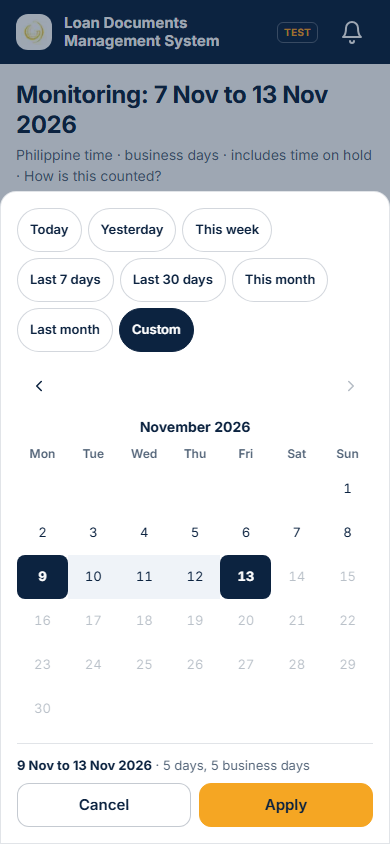 Loan Documents
Management System
TEST
Monitoring: 7 Nov to 13 Nov
2026
Philippine time · business days · includes time on hold
· How is this counted?
Today Yesterday This week
Last 7 days Last 30 days This month
Last month Custom
November 2026
Mon Tue Wed Thu Fri Sat Sun
1
2 3 4 5 6 7 8
9 10 11 12 13 14 15
16 17 18 19 20 21 22
23 24 25 26 27 28 29
30
9 Nov to 13 Nov 2026 · 5 days, 5 business days
Cancel Apply